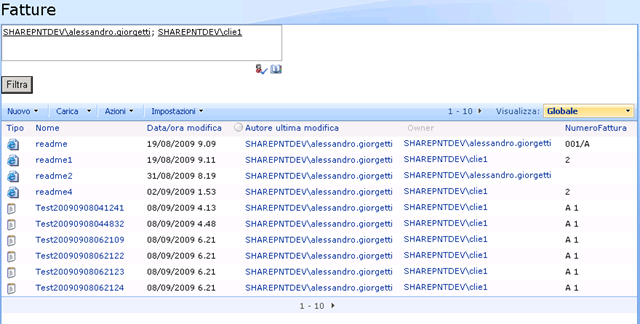 Fatture
SHAREPNTDEV\alessandro.giorgetti; SHAREPNTDEV\clie1
Filtra
Nuovo Carica Azioni Impostazioni 1 - 10 Visualizza: Globale
Tipo Nome Data/ora modifica Autore ultima modifica Owner NumeroFattura
readme 19/08/2009 9.09 SHAREPNTDEV\alessandro.giorgetti SHAREPNTDEV\alessandro.giorgetti 001/A
readme1 19/08/2009 9.11 SHAREPNTDEV\alessandro.giorgetti SHAREPNTDEV\clie1 2
readme2 31/08/2009 8.19 SHAREPNTDEV\alessandro.giorgetti SHAREPNTDEV\alessandro.giorgetti
readme4 02/09/2009 1.53 SHAREPNTDEV\alessandro.giorgetti SHAREPNTDEV\clie1 2
Test20090908041241 08/09/2009 4.13 SHAREPNTDEV\alessandro.giorgetti SHAREPNTDEV\clie1 A 1
Test20090908044832 08/09/2009 4.48 SHAREPNTDEV\alessandro.giorgetti SHAREPNTDEV\clie1 A 1
Test20090908062109 08/09/2009 6.21 SHAREPNTDEV\alessandro.giorgetti SHAREPNTDEV\clie1 A 1
Test20090908062122 08/09/2009 6.21 SHAREPNTDEV\alessandro.giorgetti SHAREPNTDEV\clie1 A 1
Test20090908062123 08/09/2009 6.21 SHAREPNTDEV\alessandro.giorgetti SHAREPNTDEV\clie1 A 1
Test20090908062124 08/09/2009 6.21 SHAREPNTDEV\alessandro.giorgetti SHAREPNTDEV\clie1 A 1
1 - 10